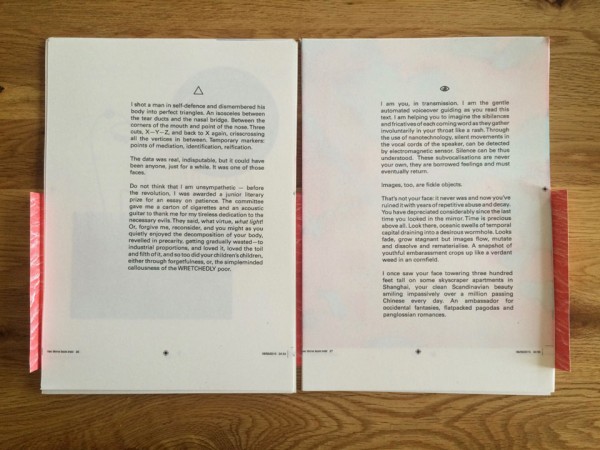 I shot a man in self-defence and dismembered his
body into perfect triangles. An isosceles between
the tear ducts and the nasal bridge. Between the
corners of the mouth and point of the nose. Three
cuts, X—Y—Z, and back to X again, crisscrossing
all the vertices in between. Temporary markers:
points of mediation, identification, reification.
The data was real, indisputable, but it could have
been anyone, just for a while. It was one of those
faces.
Do not think that I am unsympathetic — before
the revolution, I was awarded a junior literary
prize for an essay on patience. The committee
gave me a carton of cigarettes and an acoustic
guitar to thank me for my tireless dedication to the
necessary evils. They said, what virtue, what light!
Or, forgive me, reconsider, and you might as you
quietly enjoyed the decomposition of your body,
revelled in precarity, getting gradually wasted—to
industrial proportions, and loved it, loved the toil
and filth of it, and so too did your children's children,
either through forgetfulness, or, the simpleminded
callousness of the WRETCHEDLY poor.
I am you, in transmission. I am the gentle
automated voiceover guiding as you read this
text. I am helping you to imagine the sibilances
and fricatives of each coming word as they gather
involuntarily in your throat like a rash. Through
the use of nanotechnology, silent movements in
the vocal cords of the speaker, can be detected
by electromagnetic sensor. Silence can be thus
understood. These subvocalisations are never
your own, they are borrowed feelings and must
eventually return.
Images, too, are fickle objects.
That's not your face: it never was and now you've
ruined it with years of repetitive abuse and decay.
You have depreciated considerably since the last
time you looked in the mirror. Time is precious
above all. Look there, oceanic swells of temporal
capital draining into a desirous wormhole. Looks
fade, grow stagnant but images flow, mutate
and dissolve and rematerialise. A snapshot of
youthful embarrassment crops up like a verdant
weed in an cornfield.
I once saw your face towering three hundred
feet tall on some skyscraper apartments in
Shanghai, your clean Scandinavian beauty
smiling impassively over a million passing
Chinese every day. An ambassador for
occidental fantasies, flatpacked pagodas and
panglossian romances.